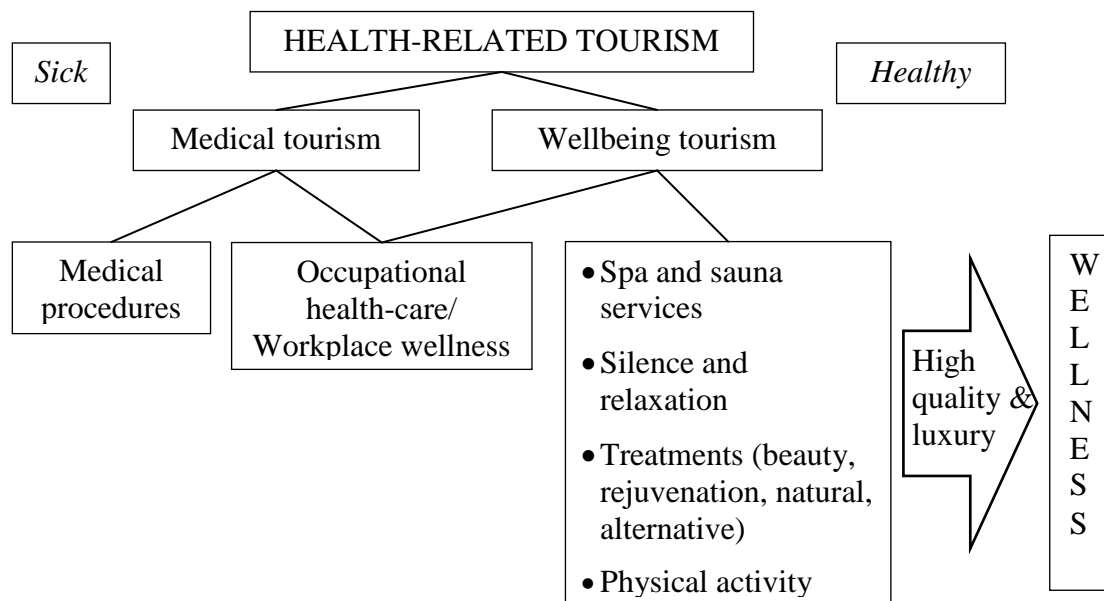 HEALTH-RELATED TOURISM
Sick
Healthy
Medical tourism
Wellbeing tourism
Medical
procedures
Occupational
health-care/
Workplace wellness
• Spa and sauna
services
• Silence and
relaxation
• Treatments (beauty,
rejuvenation, natural,
alternative)
• Physical activity
High
quality &
luxury
W
E
L
L
N
E
S
S